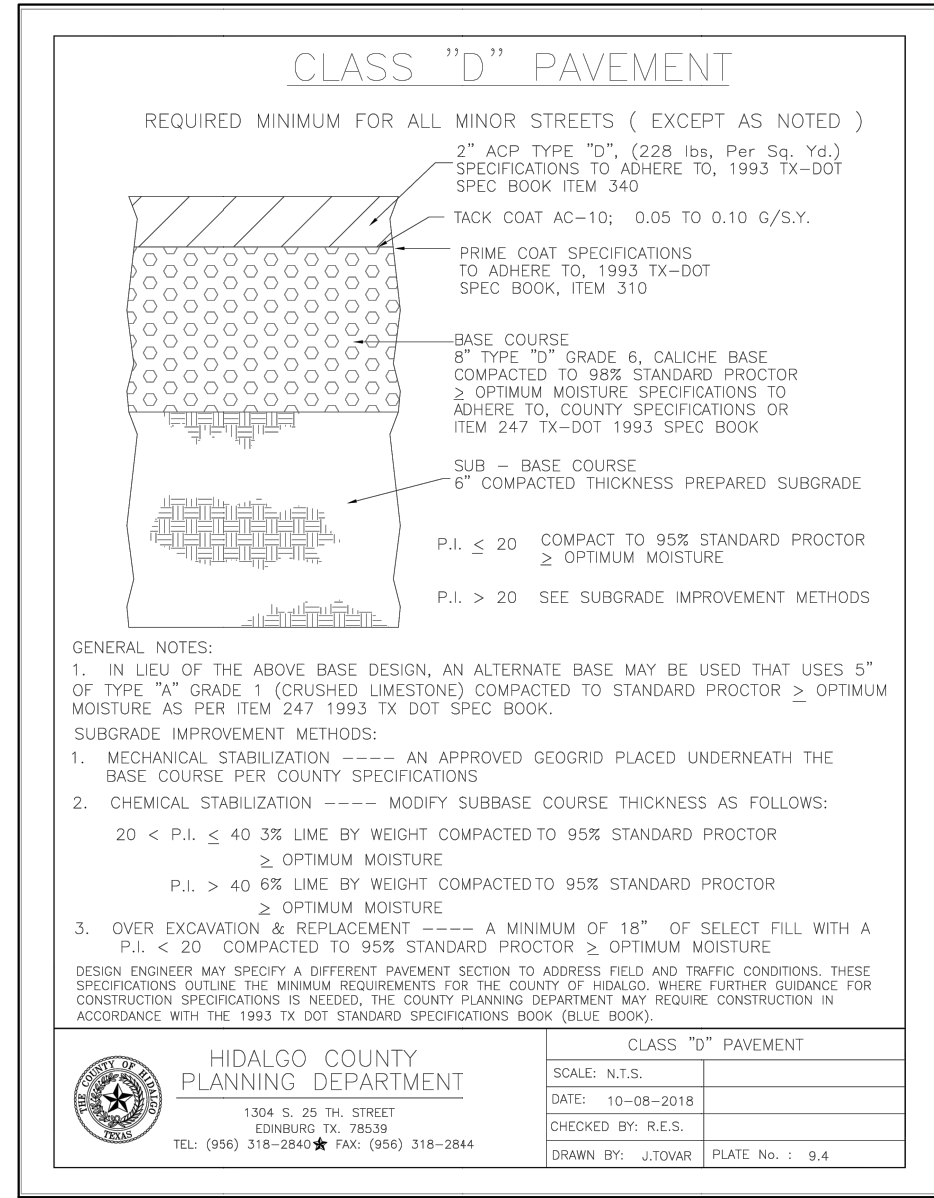 CLASS "D" PAVEMENT
REQUIRED MINIMUM FOR ALL MINOR STREETS ( EXCEPT AS NOTED )
2" ACP TYPE "D", (228 lbs, Per Sq. Yd.)
SPECIFICATIONS TO ADHERE TO, 1993 TX-DOT
SPEC BOOK ITEM 340
TACK COAT AC-10; 0.05 TO 0.10 G/S.Y.
PRIME COAT SPECIFICATIONS
TO ADHERE TO, 1993 TX-DOT
SPEC BOOK, ITEM 310
BASE COURSE
8" TYPE "D" GRADE 6, CALICHE BASE
COMPACTED TO 98% STANDARD PROCTOR
≥ OPTIMUM MOISTURE SPECIFICATIONS TO
ADHERE TO, COUNTY SPECIFICATIONS OR
ITEM 247 TX-DOT 1993 SPEC BOOK
SUB - BASE COURSE
6" COMPACTED THICKNESS PREPARED SUBGRADE
P.I. ≤ 20 COMPACT TO 95% STANDARD PROCTOR
≥ OPTIMUM MOISTURE
P.I. > 20 SEE SUBGRADE IMPROVEMENT METHODS
GENERAL NOTES:
1. IN LIEU OF THE ABOVE BASE DESIGN, AN ALTERNATE BASE MAY BE USED THAT USES 5"
OF TYPE "A" GRADE 1 (CRUSHED LIMESTONE) COMPACTED TO STANDARD PROCTOR ≥ OPTIMUM
MOISTURE AS PER ITEM 247 1993 TX DOT SPEC BOOK.
SUBGRADE IMPROVEMENT METHODS:
1. MECHANICAL STABILIZATION ---- AN APPROVED GEOGRID PLACED UNDERNEATH THE
BASE COURSE PER COUNTY SPECIFICATIONS
2. CHEMICAL STABILIZATION ---- MODIFY SUBBASE COURSE THICKNESS AS FOLLOWS:
20 < P.I. ≤ 40 3% LIME BY WEIGHT COMPACTED TO 95% STANDARD PROCTOR
≥ OPTIMUM MOISTURE
P.I. > 40 6% LIME BY WEIGHT COMPACTED TO 95% STANDARD PROCTOR
≥ OPTIMUM MOISTURE
3. OVER EXCAVATION & REPLACEMENT ---- A MINIMUM OF 18" OF SELECT FILL WITH A
P.I. < 20 COMPACTED TO 95% STANDARD PROCTOR ≥ OPTIMUM MOISTURE
DESIGN ENGINEER MAY SPECIFY A DIFFERENT PAVEMENT SECTION TO ADDRESS FIELD AND TRAFFIC CONDITIONS. THESE
SPECIFICATIONS OUTLINE THE MINIMUM REQUIREMENTS FOR THE COUNTY OF HIDALGO. WHERE FURTHER GUIDANCE FOR
CONSTRUCTION SPECIFICATIONS IS NEEDED, THE COUNTY PLANNING DEPARTMENT MAY REQUIRE CONSTRUCTION IN
ACCORDANCE WITH THE 1993 TX DOT STANDARD SPECIFICATIONS BOOK (BLUE BOOK).
THE COUNTY OF HIDALGO
TEXAS
HIDALGO COUNTY
PLANNING DEPARTMENT
1304 S. 25 TH. STREET
EDINBURG TX. 78539
TEL: (956) 318-2840 ★ FAX: (956) 318-2844
CLASS "D" PAVEMENT
SCALE: N.T.S.
DATE: 10-08-2018
CHECKED BY: R.E.S.
DRAWN BY: J.TOVAR
PLATE No. : 9.4